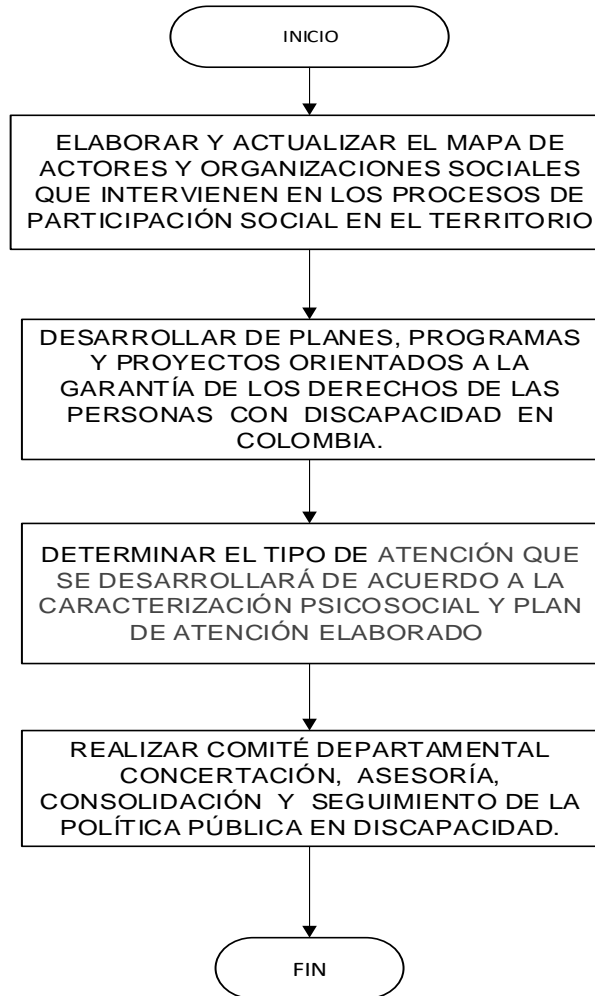 INICIO
ELABORAR Y ACTUALIZAR EL MAPA DE
ACTORES Y ORGANIZACIONES SOCIALES
QUE INTERVIENEN EN LOS PROCESOS DE
PARTICIPACIÓN SOCIAL EN EL TERRITORIO
DESARROLLAR DE PLANES, PROGRAMAS
Y PROYECTOS ORIENTADOS A LA
GARANTÍA DE LOS DERECHOS DE LAS
PERSONAS CON DISCAPACIDAD EN
COLOMBIA.
DETERMINAR EL TIPO DE ATENCIÓN QUE
SE DESARROLLARÁ DE ACUERDO A LA
CARACTERIZACIÓN PSICOSOCIAL Y PLAN
DE ATENCIÓN ELABORADO
REALIZAR COMITÉ DEPARTAMENTAL
CONCERTACIÓN, ASESORÍA,
CONSOLIDACIÓN Y SEGUIMIENTO DE LA
POLÍTICA PÚBLICA EN DISCAPACIDAD.
FIN